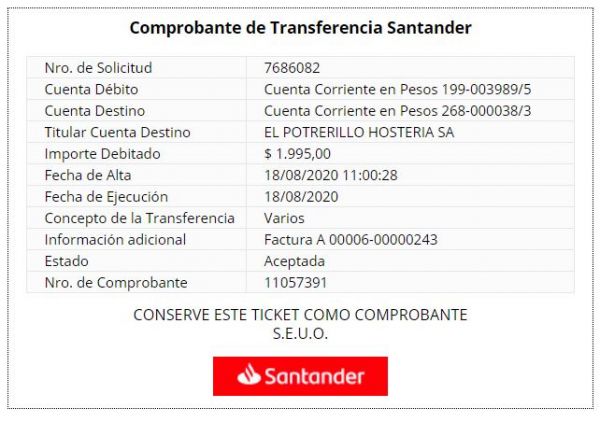 Comprobante de Transferencia Santander
Nro. de Solicitud 7686082
Cuenta Débito Cuenta Corriente en Pesos 199-003989/5
Cuenta Destino Cuenta Corriente en Pesos 268-000038/3
Titular Cuenta Destino EL POTRERILLO HOSTERIA SA
Importe Debitado $ 1.995,00
Fecha de Alta 18/08/2020 11:00:28
Fecha de Ejecución 18/08/2020
Concepto de la Transferencia Varios
Información adicional Factura A 00006-00000243
Estado Aceptada
Nro. de Comprobante 11057391
CONSERVE ESTE TICKET COMO COMPROBANTE
S.E.U.O.
Santander